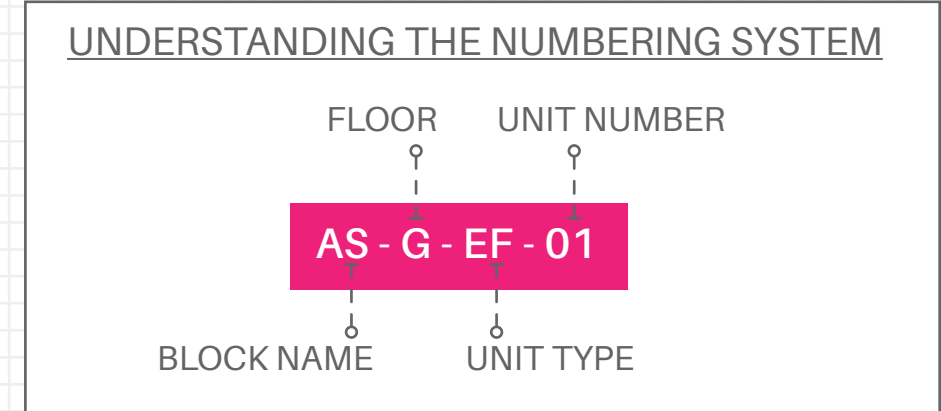 UNDERSTANDING THE NUMBERING SYSTEM
FLOOR UNIT NUMBER
AS - G - EF - 01
BLOCK NAME UNIT TYPE